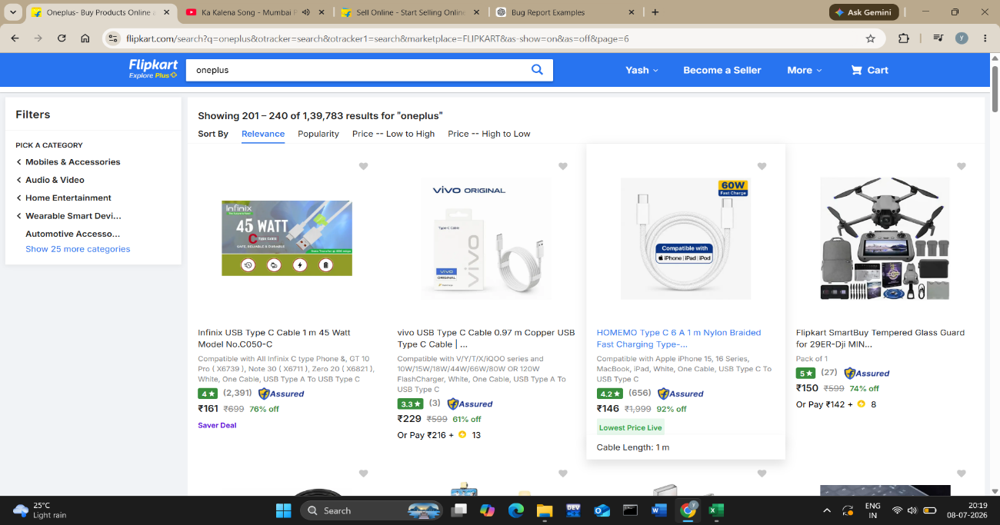 Oneplus- Buy Products Online a
Ka Kalena Song - Mumbai F
Sell Online - Start Selling Online
Bug Report Examples
Ask Gemini
flipkart.com/search?q=oneplus&otracker=search&otracker1=search&marketplace=FLIPKART&as-show=on&as=off&page=6
y
Flipkart
Explore Plus
oneplus
Yash
Become a Seller
More
Cart
Filters
PICK A CATEGORY
Mobiles & Accessories
Audio & Video
Home Entertainment
Wearable Smart Devi...
Automotive Accesso...
Show 25 more categories
Showing 201 – 240 of 1,39,783 results for "oneplus"
Sort By Relevance Popularity Price -- Low to High Price -- High to Low
Infinix
45 WATT
C Type Cable
SAFE, RELIABLE & DURABLE
Infinix USB Type C Cable 1 m 45 Watt
Model No.C050-C
Compatible with All Infinix C type Phone &, GT 10
Pro ( X6739 ), Note 30 ( X6711 ), Zero 20 ( X6821 ),
White, One Cable, USB Type A To USB Type C
4 ★ (2,391) Assured
₹161 ₹699 76% off
Saver Deal
vivo ORIGINAL
Type-C Cable
vivo
VIVO
ORIGINAL
vivo USB Type C Cable 0.97 m Copper USB
Type C Cable | ...
Compatible with V/Y/T/X/iQOO series and
10W/15W/18W/44W/66W/80W OR 120W
FlashCharger, White, One Cable, USB Type A To
USB Type C
3.3 ★ (3) Assured
₹229 ₹599 61% off
Or Pay ₹216 + 13
60W
Fast Charge
Compatible with
iPhone | iPad | iPod
HOMEMO Type C 6 A 1 m Nylon Braided
Fast Charging Type-...
Compatible with Apple iPhone 15, 16 Series,
MacBook, iPad, White, One Cable, USB Type C To
USB Type C
4.2 ★ (656) Assured
₹146 ₹1,999 92% off
Lowest Price Live
Cable Length: 1 m
Flipkart SmartBuy Tempered Glass Guard
for 29ER-Dji MIN...
Pack of 1
5 ★ (27) Assured
₹150 ₹599 74% off
Or Pay ₹142 + 8
25°C
Light rain
Search
DEV
ENG
IN
20:19
08-07-2026